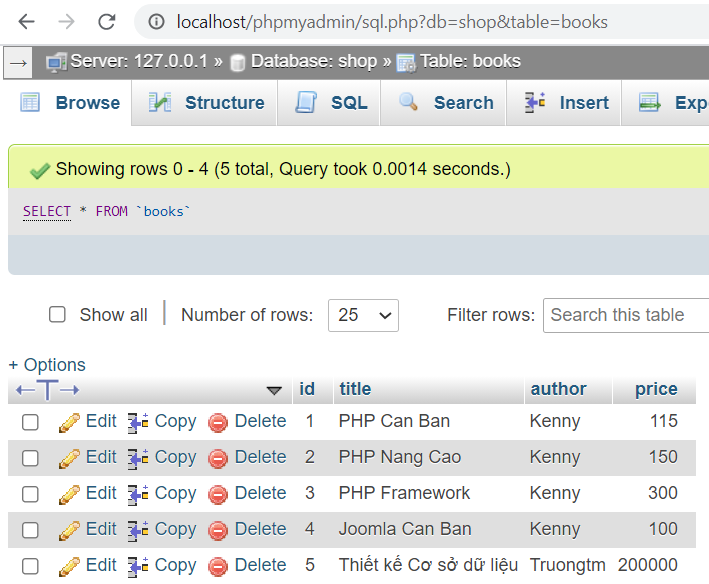 localhost/phpmyadmin/sql.php?db=shop&table=books
Server: 127.0.0.1 » Database: shop » Table: books
Browse Structure SQL Search Insert Expo
Showing rows 0 - 4 (5 total, Query took 0.0014 seconds.)
SELECT * FROM `books`
Show all Number of rows: 25 Filter rows: Search this table
+ Options
id title author price
Edit Copy Delete 1 PHP Can Ban Kenny 115
Edit Copy Delete 2 PHP Nang Cao Kenny 150
Edit Copy Delete 3 PHP Framework Kenny 300
Edit Copy Delete 4 Joomla Can Ban Kenny 100
Edit Copy Delete 5 Thiết kế Cơ sở dữ liệu Truongtm 200000